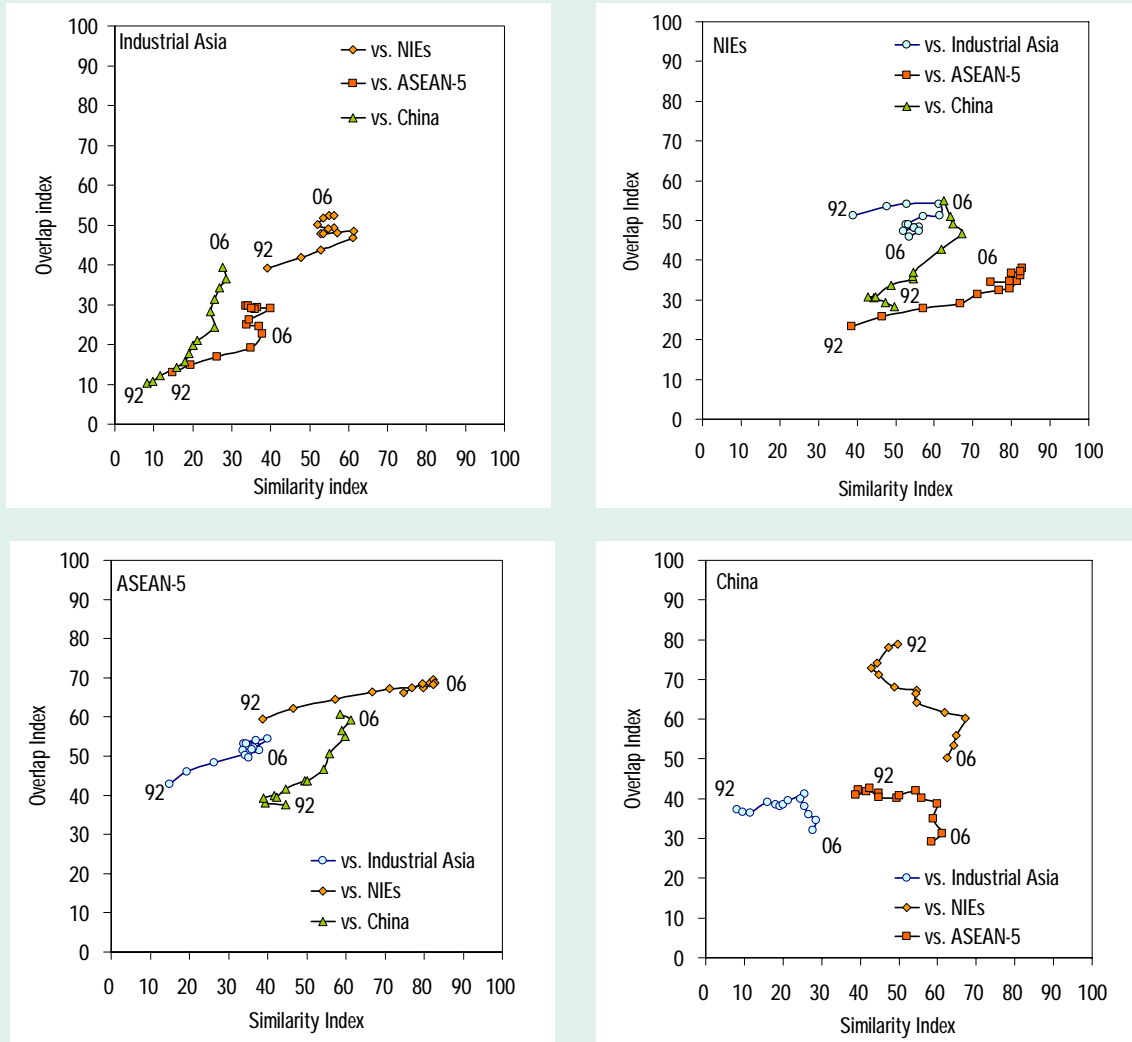 Industrial Asia
vs. NIEs
vs. ASEAN-5
vs. China
100
90
80
70
60
50
40
30
20
10
0
Overlap index
06
92
06
06
92
92
0 10 20 30 40 50 60 70 80 90 100
Similarity index
NIEs
vs. Industrial Asia
vs. ASEAN-5
vs. China
100
90
80
70
60
50
40
30
20
10
0
Overlap Index
92
06
06
06
92
92
0 10 20 30 40 50 60 70 80 90 100
Similarity Index
ASEAN-5
100
90
80
70
60
50
40
30
20
10
0
Overlap Index
92
06
06
06
92
92
vs. Industrial Asia
vs. NIEs
vs. China
0 10 20 30 40 50 60 70 80 90 100
Similarity Index
China
100
90
80
70
60
50
40
30
20
10
0
Overlap Index
92
06
92
92
06
06
vs. Industrial Asia
vs. NIEs
vs. ASEAN-5
0 10 20 30 40 50 60 70 80 90 100
Similarity Index